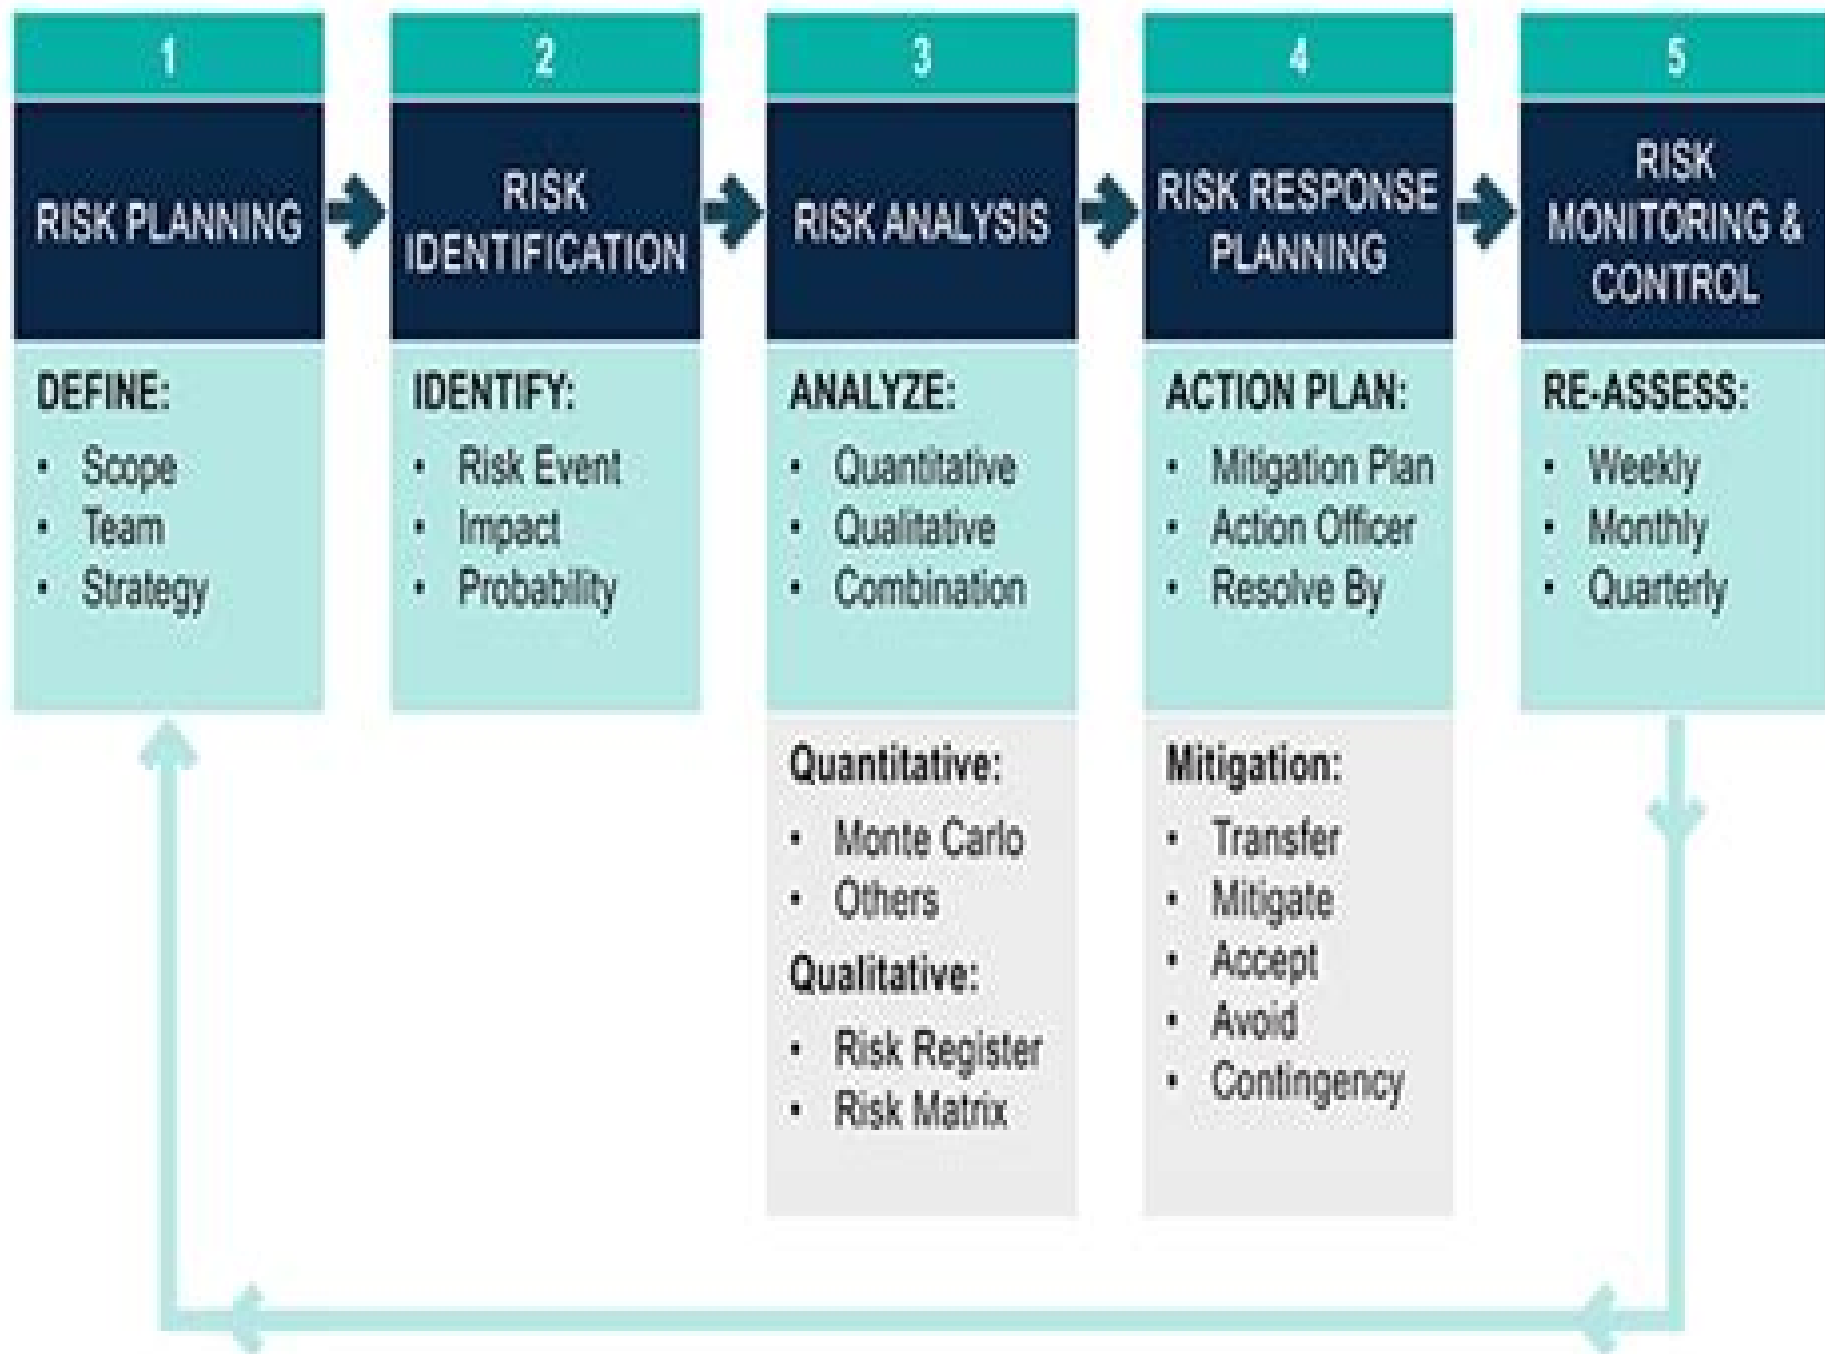 1
RISK PLANNING
DEFINE:
• Scope
• Team
• Strategy
2
RISK
IDENTIFICATION
IDENTIFY:
• Risk Event
• Impact
• Probability
3
RISK ANALYSIS
ANALYZE:
• Quantitative
• Qualitative
• Combination
Quantitative:
• Monte Carlo
• Others
Qualitative:
• Risk Register
• Risk Matrix
4
RISK RESPONSE
PLANNING
ACTION PLAN:
• Mitigation Plan
• Action Officer
• Resolve By
Mitigation:
• Transfer
• Mitigate
• Accept
• Avoid
• Contingency
5
RISK
MONITORING &
CONTROL
RE-ASSESS:
• Weekly
• Monthly
• Quarterly